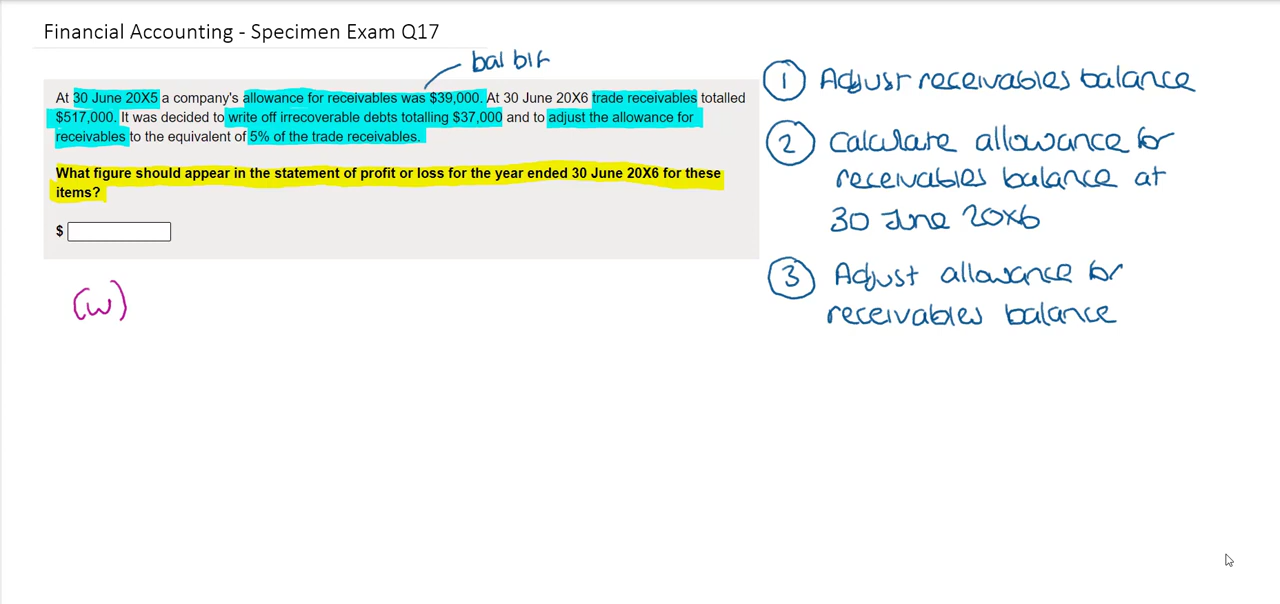 Financial Accounting - Specimen Exam Q17
bal b/f
At 30 June 20X5 a company's allowance for receivables was $39,000. At 30 June 20X6 trade receivables totalled
$517,000. It was decided to write off irrecoverable debts totalling $37,000 and to adjust the allowance for
receivables to the equivalent of 5% of the trade receivables.
What figure should appear in the statement of profit or loss for the year ended 30 June 20X6 for these
items?
$
(W)
1 Adjust receivables balance
2 Calculate allowance for
receivables balance at
30 June 20X6
3 Adjust allowance for
receivables balance